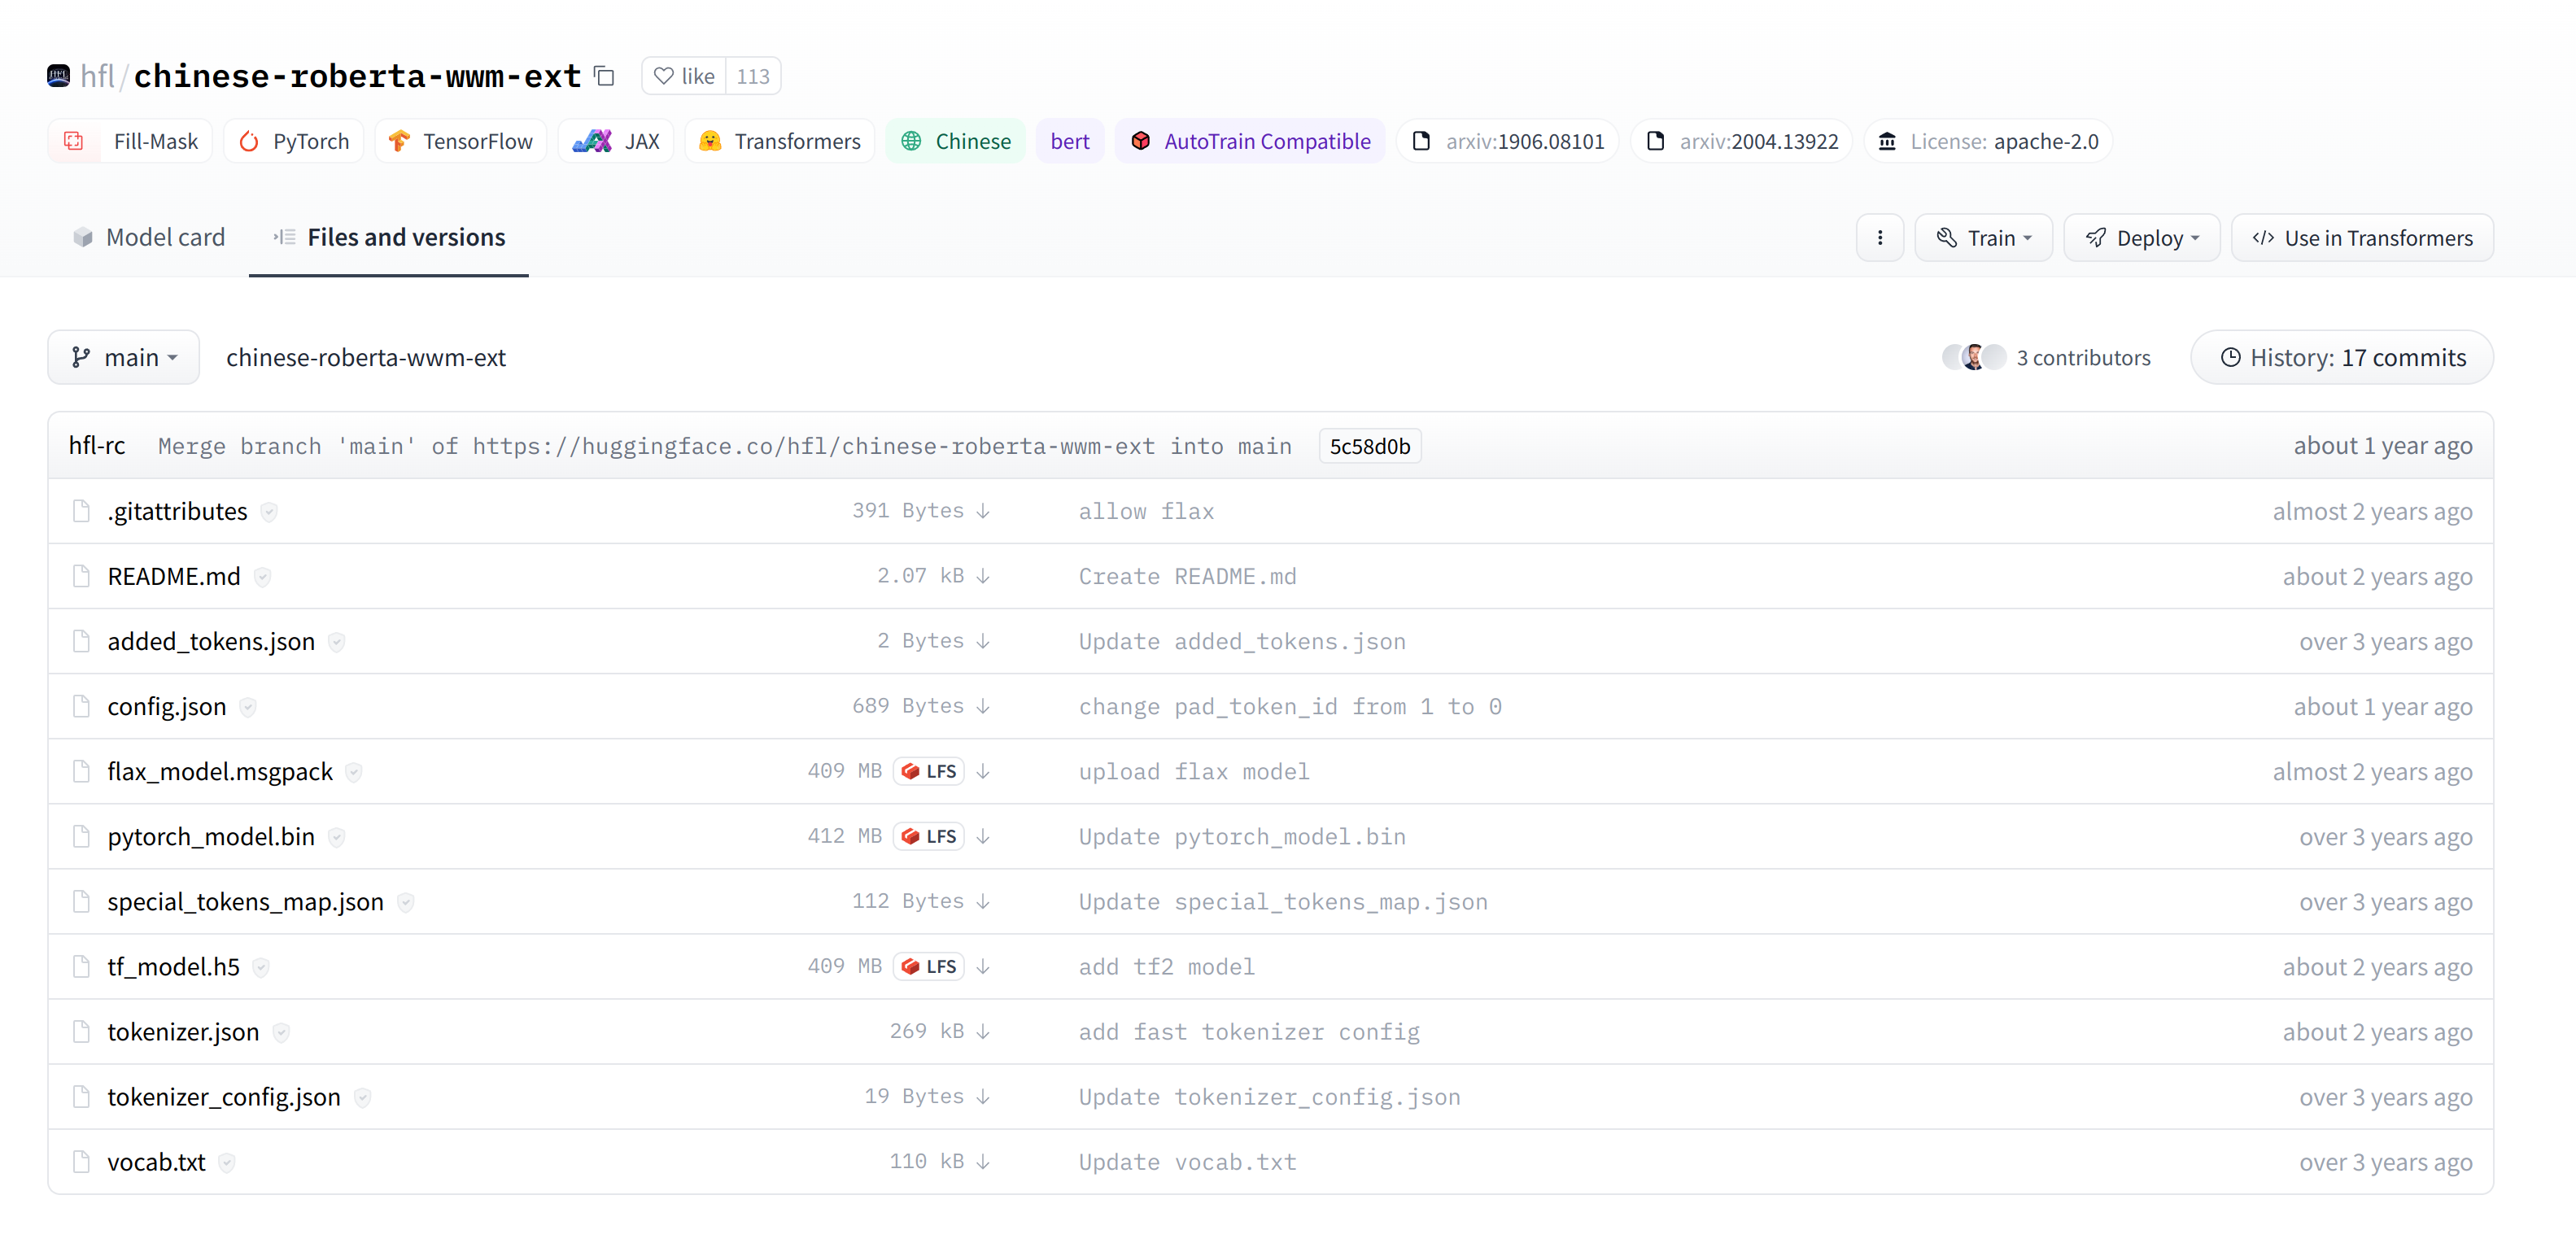 hfl/chinese-roberta-wwm-ext like 113
Fill-Mask PyTorch TensorFlow JAX Transformers Chinese bert AutoTrain Compatible arxiv:1906.08101 arxiv:2004.13922 License: apache-2.0
Model card Files and versions Train Deploy </> Use in Transformers
main chinese-roberta-wwm-ext 3 contributors History: 17 commits
hfl-rc Merge branch 'main' of https://huggingface.co/hfl/chinese-roberta-wwm-ext into main 5c58d0b about 1 year ago
.gitattributes 391 Bytes allow flax almost 2 years ago
README.md 2.07 kB Create README.md about 2 years ago
added_tokens.json 2 Bytes Update added_tokens.json over 3 years ago
config.json 689 Bytes change pad_token_id from 1 to 0 about 1 year ago
flax_model.msgpack 409 MB LFS upload flax model almost 2 years ago
pytorch_model.bin 412 MB LFS Update pytorch_model.bin over 3 years ago
special_tokens_map.json 112 Bytes Update special_tokens_map.json over 3 years ago
tf_model.h5 409 MB LFS add tf2 model about 2 years ago
tokenizer.json 269 kB add fast tokenizer config about 2 years ago
tokenizer_config.json 19 Bytes Update tokenizer_config.json over 3 years ago
vocab.txt 110 kB Update vocab.txt over 3 years ago